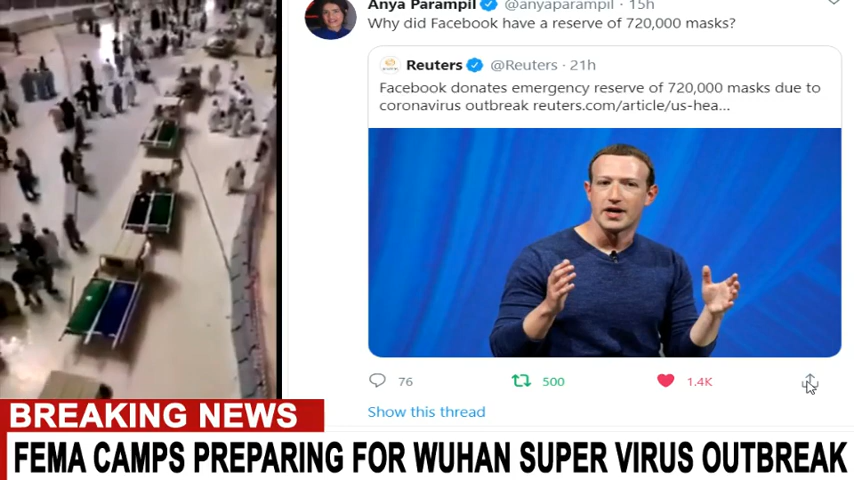 Anya Parampil @anyaparampil · 15h
Why did Facebook have a reserve of 720,000 masks?
Reuters @Reuters · 21h
Facebook donates emergency reserve of 720,000 masks due to
coronavirus outbreak reuters.com/article/us-hea...
76 500 1.4K
Show this thread
BREAKING NEWS
FEMA CAMPS PREPARING FOR WUHAN SUPER VIRUS OUTBREAK